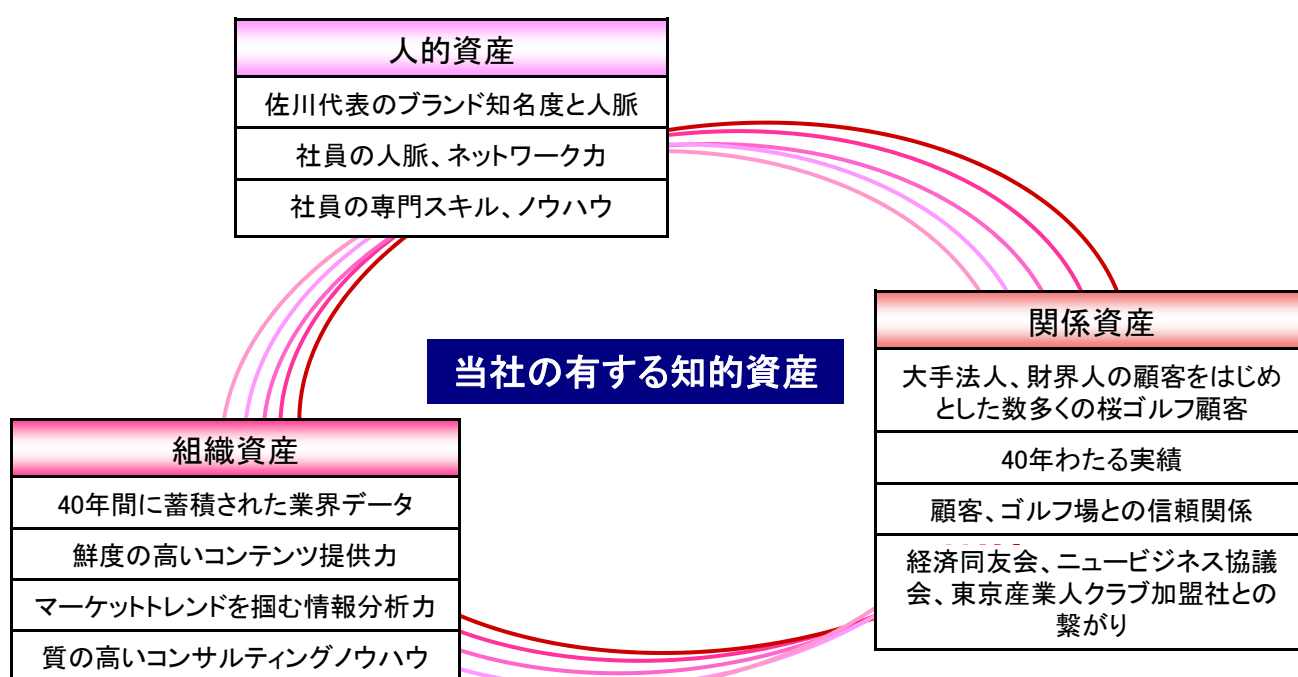 人的資産
佐川代表のブランド知名度と人脈
社員の人脈、ネットワーク力
社員の専門スキル、ノウハウ
当社の有する知的資産
関係資産
大手法人、財界人の顧客をはじめ
とした数多くの桜ゴルフ顧客
40年わたる実績
顧客、ゴルフ場との信頼関係
経済同友会、ニュービジネス協議
会、東京産業人クラブ加盟社との
繋がり
組織資産
40年間に蓄積された業界データ
鮮度の高いコンテンツ提供力
マーケットトレンドを掴む情報分析力
質の高いコンサルティングノウハウ